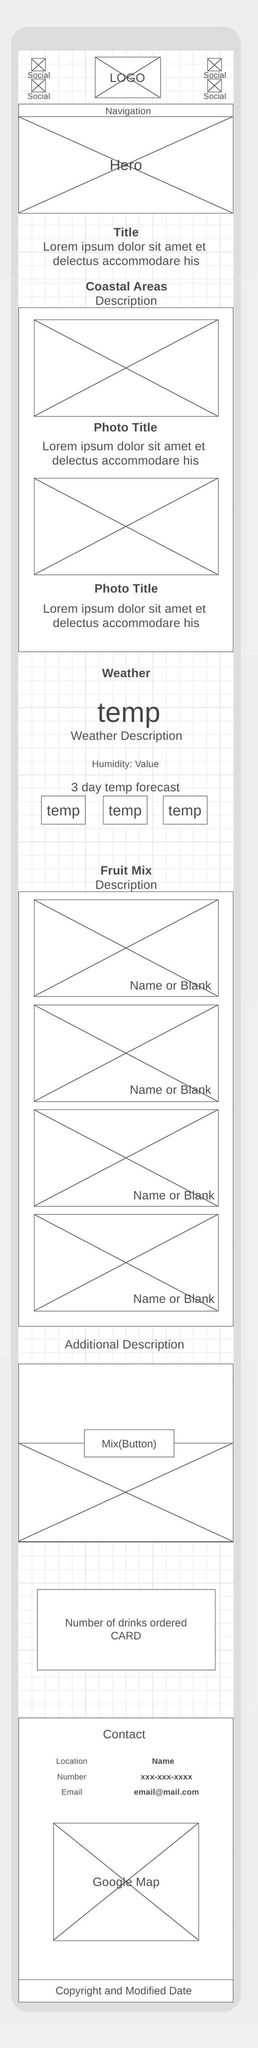 Social
LOGO
Social
Social
Social
Navigation
Hero
Title
Lorem ipsum dolor sit amet et
delectus accommodare his
Coastal Areas
Description
Photo Title
Lorem ipsum dolor sit amet et
delectus accommodare his
Photo Title
Lorem ipsum dolor sit amet et
delectus accommodare his
Weather
temp
Weather Description
Humidity: Value
3 day temp forecast
temp temp temp
Fruit Mix
Description
Name or Blank
Name or Blank
Name or Blank
Name or Blank
Additional Description
Mix(Button)
Number of drinks ordered
CARD
Contact
Location Name
Number xxx-xxx-xxxx
Email email@mail.com
Google Map
Copyright and Modified Date